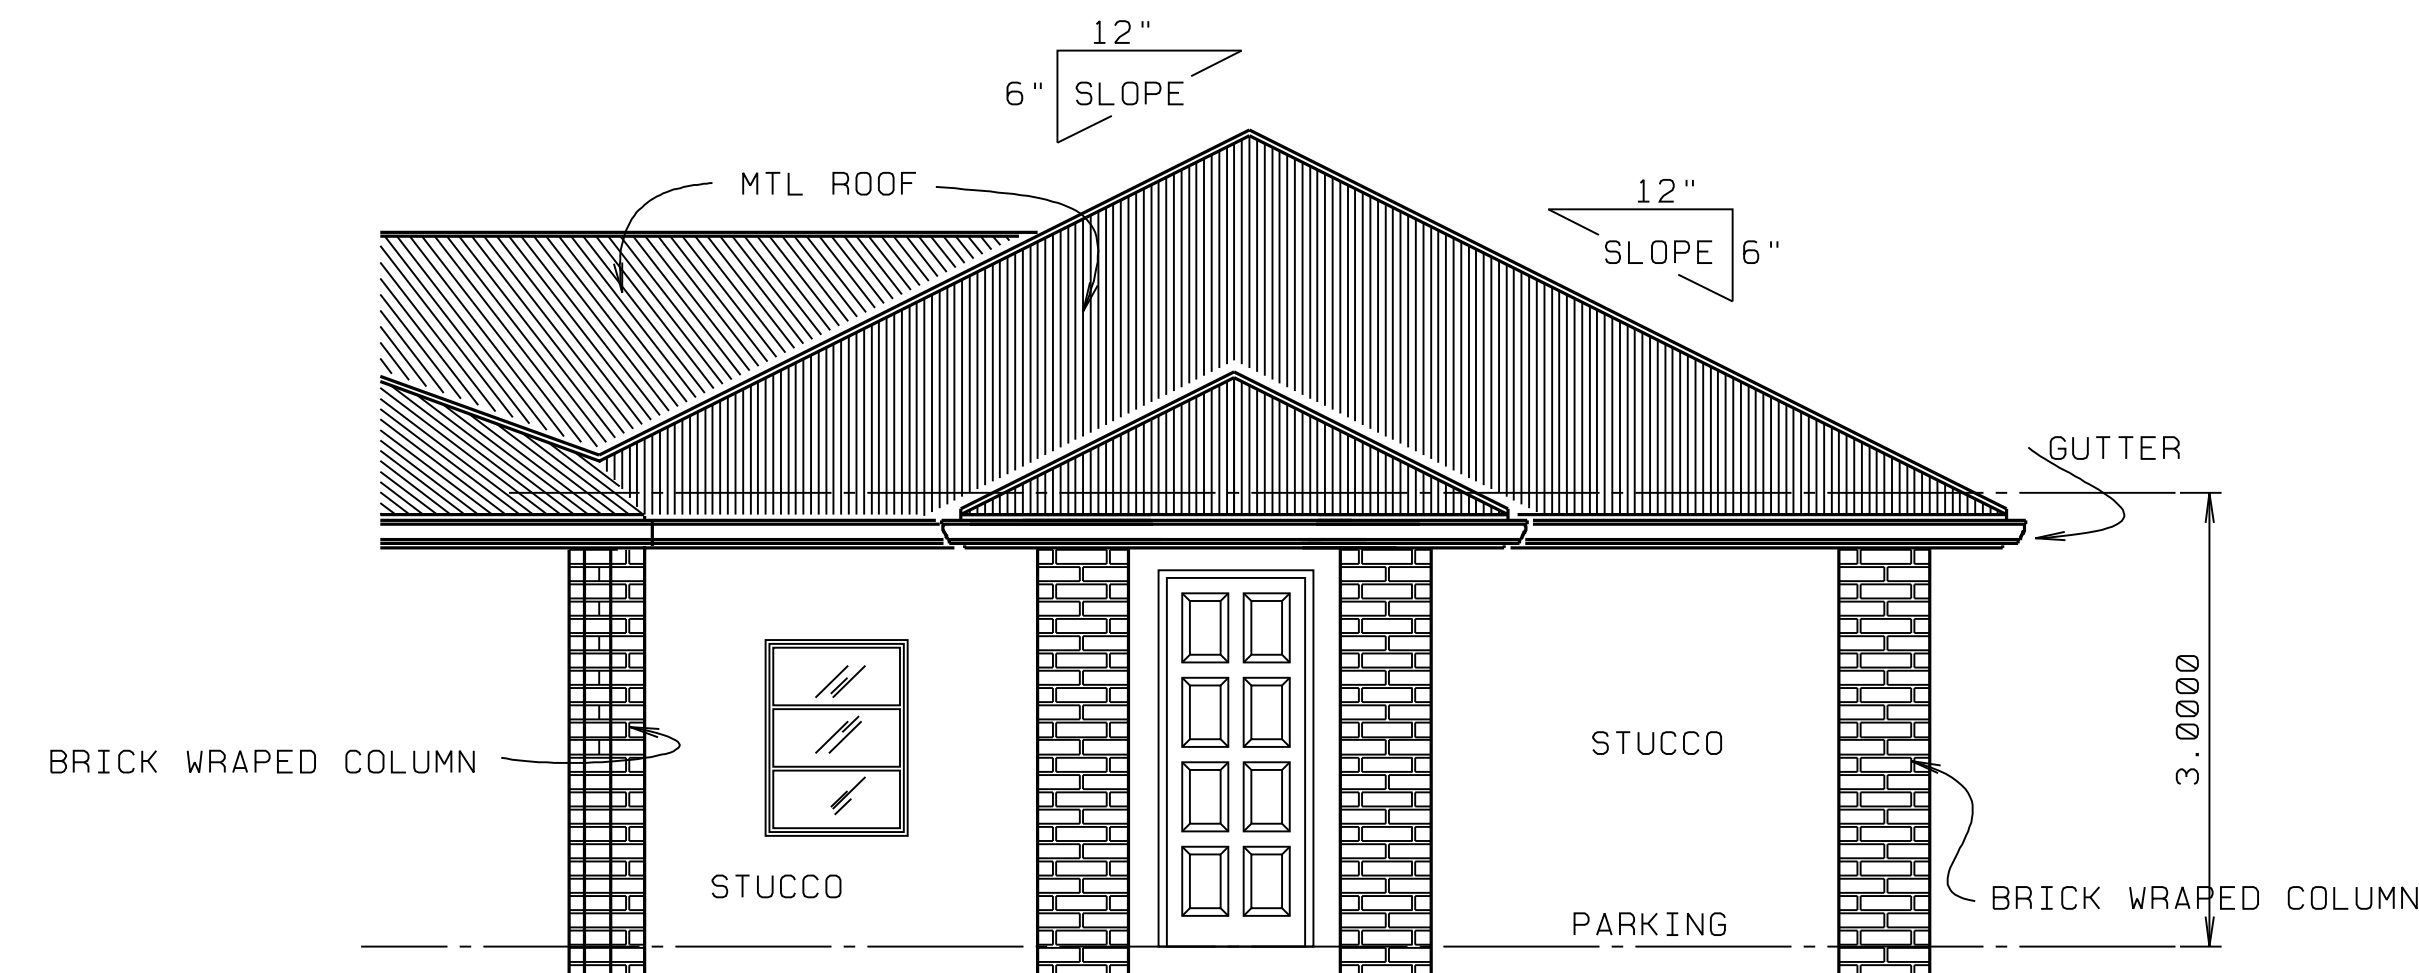 12"
6" SLOPE
MTL ROOF
12"
SLOPE 6"
GUTTER
3.0000
STUCCO
BRICK WRAPED COLUMN
STUCCO
BRICK WRAPED COLUMN
PARKING